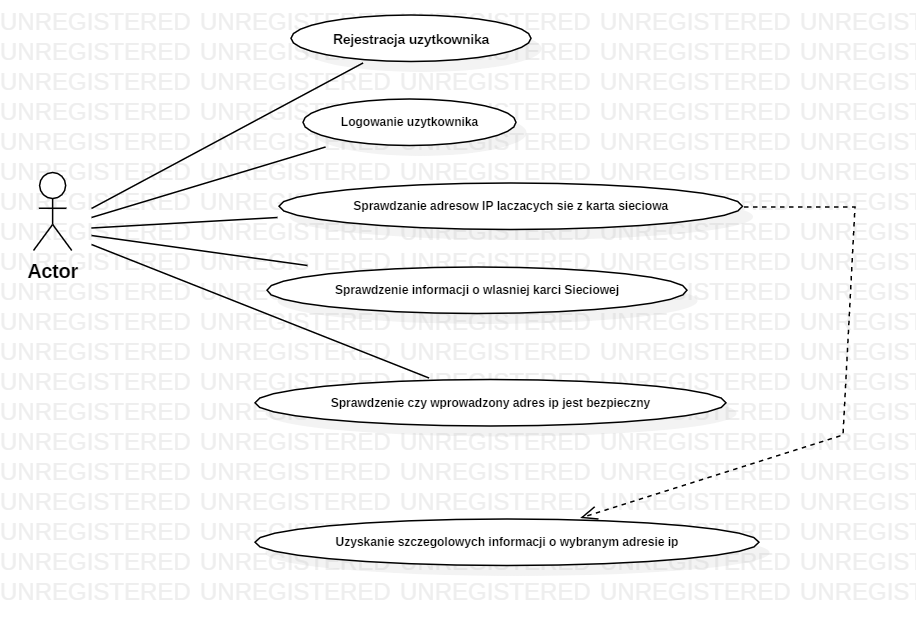 Rejestracja uzytkownika
Logowanie uzytkownika
Sprawdzanie adresow IP laczacych sie z karta sieciowa
Actor
Sprawdzenie informacji o wlasniej karci Sieciowej
Sprawdzenie czy wprowadzony adres ip jest bezpieczny
Uzyskanie szczegolowych informacji o wybranym adresie ip
UNREGISTERED UNREGISTERED UNREGISTERED UNREGISTERED UNREGIST